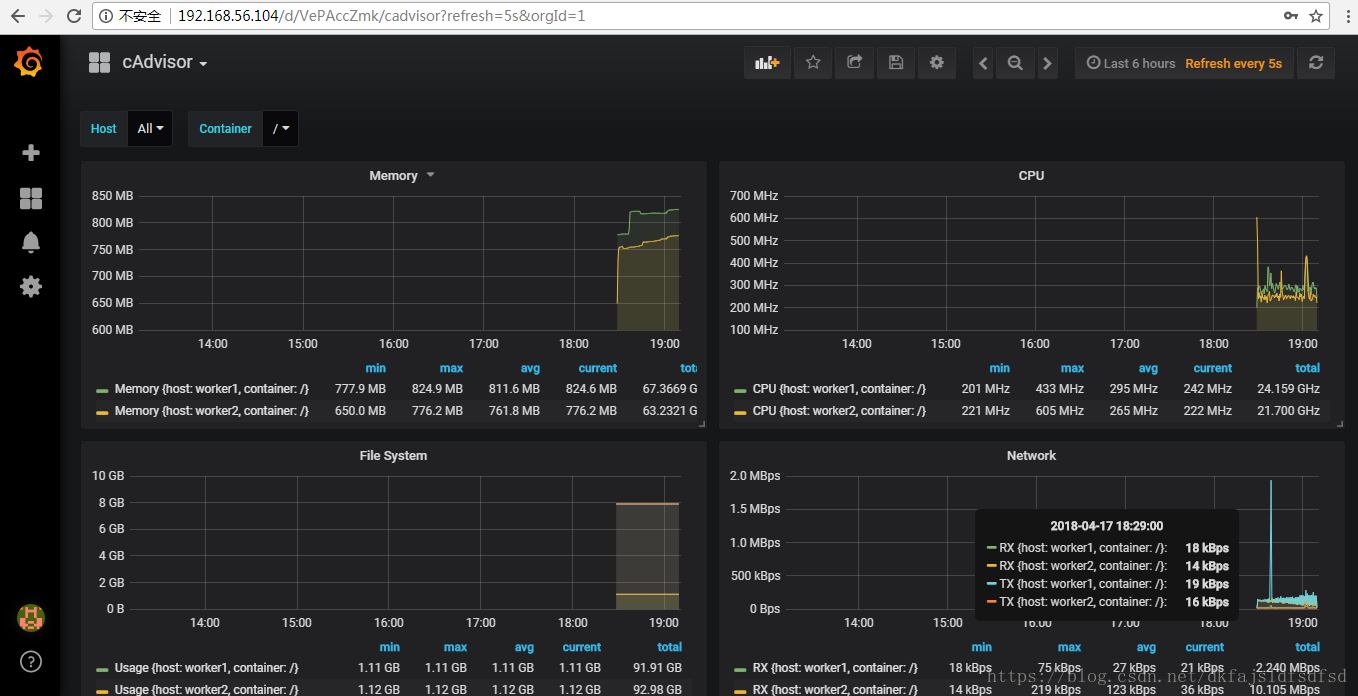 不安全 192.168.56.104/d/VePAccZmk/cadvisor?refresh=5s&orgId=1
cAdvisor
Last 6 hours Refresh every 5s
Host All Container /
Memory
850 MB
800 MB
750 MB
700 MB
650 MB
600 MB
14:00 15:00 16:00 17:00 18:00 19:00
min max avg current tot
Memory {host: worker1, container: /} 777.9 MB 824.9 MB 811.6 MB 824.6 MB 67.3669 G
Memory {host: worker2, container: /} 650.0 MB 776.2 MB 761.8 MB 776.2 MB 63.2321 G
CPU
700 MHz
600 MHz
500 MHz
400 MHz
300 MHz
200 MHz
100 MHz
14:00 15:00 16:00 17:00 18:00 19:00
min max avg current total
CPU {host: worker1, container: /} 201 MHz 433 MHz 295 MHz 242 MHz 24.159 GHz
CPU {host: worker2, container: /} 221 MHz 605 MHz 265 MHz 222 MHz 21.700 GHz
File System
10 GB
8 GB
6 GB
4 GB
2 GB
0 B
14:00 15:00 16:00 17:00 18:00 19:00
min max avg current total
Usage {host: worker1, container: /} 1.11 GB 1.11 GB 1.11 GB 1.11 GB 91.91 GB
Usage {host: worker2, container: /} 1.12 GB 1.12 GB 1.12 GB 1.12 GB 92.98 GB
Network
2.0 MBps
1.5 MBps
1.0 MBps
500 kBps
0 Bps
2018-04-17 18:29:00
RX {host: worker1, container: /}: 18 kBps
RX {host: worker2, container: /}: 14 kBps
TX {host: worker1, container: /}: 19 kBps
TX {host: worker2, container: /}: 16 kBps
14:00 15:00 16:00 17:00 18:00 19:00
min max avg current total
RX {host: worker1, container: /} 18 kBps 75 kBps 27 kBps 21 kBps 2.240 MBps
RX {host: worker2, container: /} 14 kBps 219 kBps 123 kBps 36 kBps 10.105 MBps
https://blog.csdn.net/dkfajsldfsdfsd